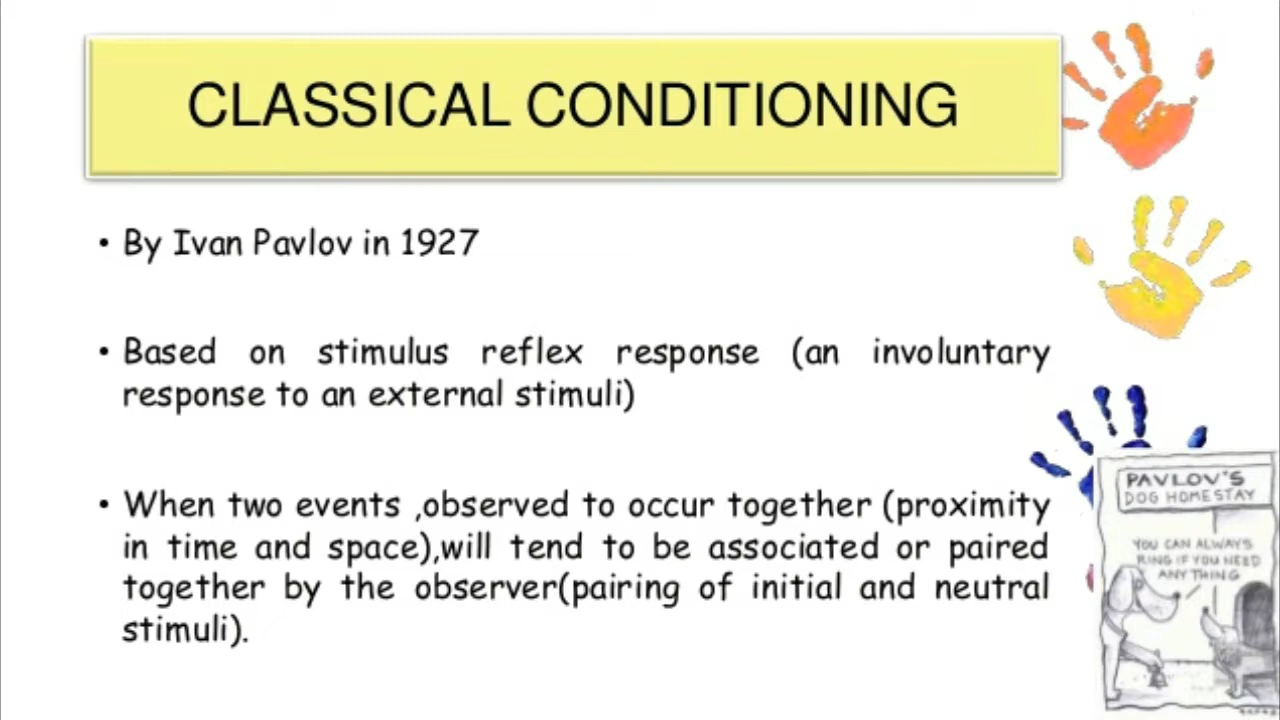 CLASSICAL CONDITIONING
• By Ivan Pavlov in 1927
• Based on stimulus reflex response (an involuntary
response to an external stimuli)
• When two events ,observed to occur together (proximity
in time and space),will tend to be associated or paired
together by the observer(pairing of initial and neutral
stimuli).
PAVLOV'S
DOG HOMESTAY
YOU CAN ALWAYS
RING IF YOU NEED
ANYTHING